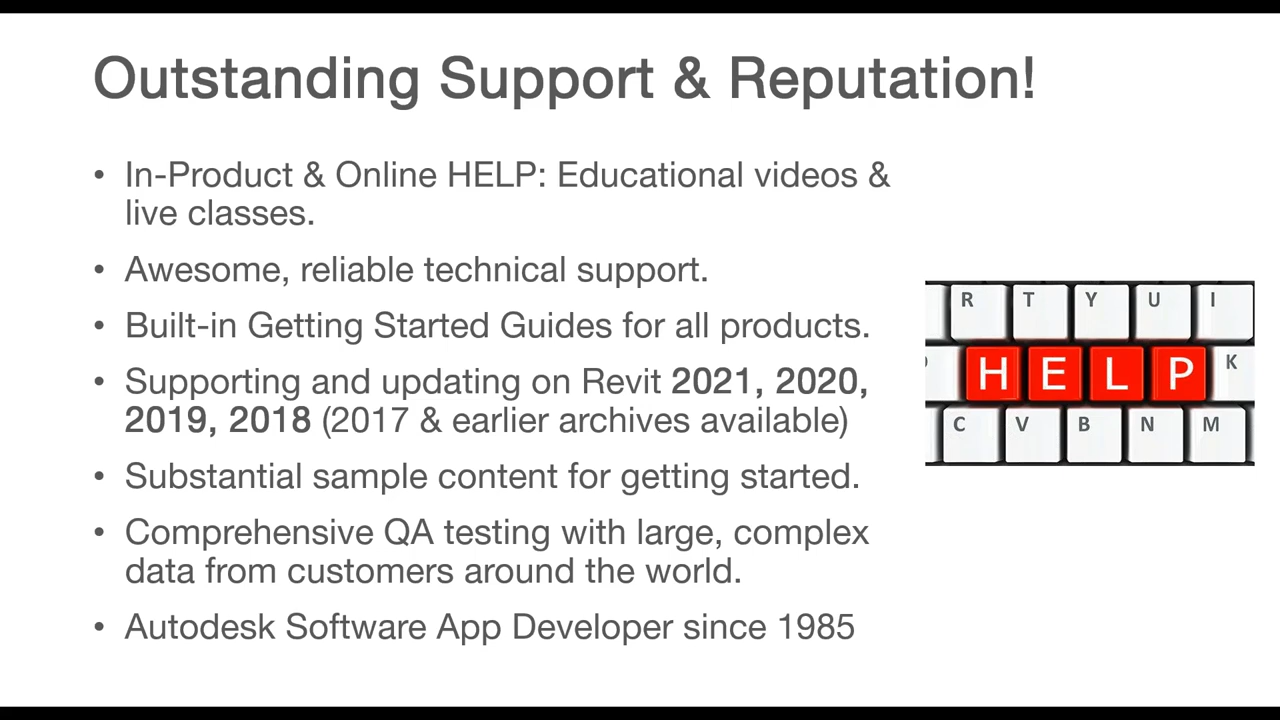 Outstanding Support & Reputation!
• In-Product & Online HELP: Educational videos &
live classes.
• Awesome, reliable technical support.
• Built-in Getting Started Guides for all products.
• Supporting and updating on Revit 2021, 2020,
2019, 2018 (2017 & earlier archives available)
• Substantial sample content for getting started.
• Comprehensive QA testing with large, complex
data from customers around the world.
• Autodesk Software App Developer since 1985
R T Y U I
H E L P K
C V B N M